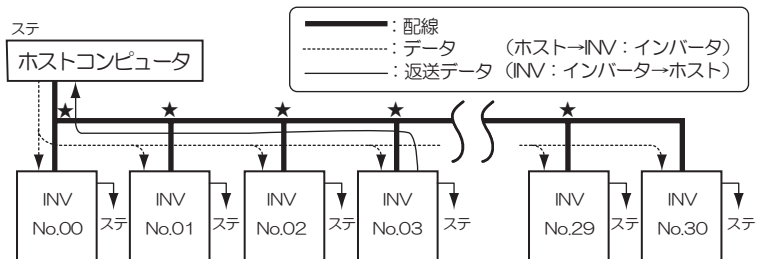 ステ
ホストコンピュータ
：配線
：データ （ホスト→INV：インバータ）
：返送データ（INV：インバータ→ホスト）
★ ★ ★ ★ ★
INV No.00
ステ
INV No.01
ステ
INV No.02
ステ
INV No.03
ステ
INV No.29
ステ
INV No.30
ステ